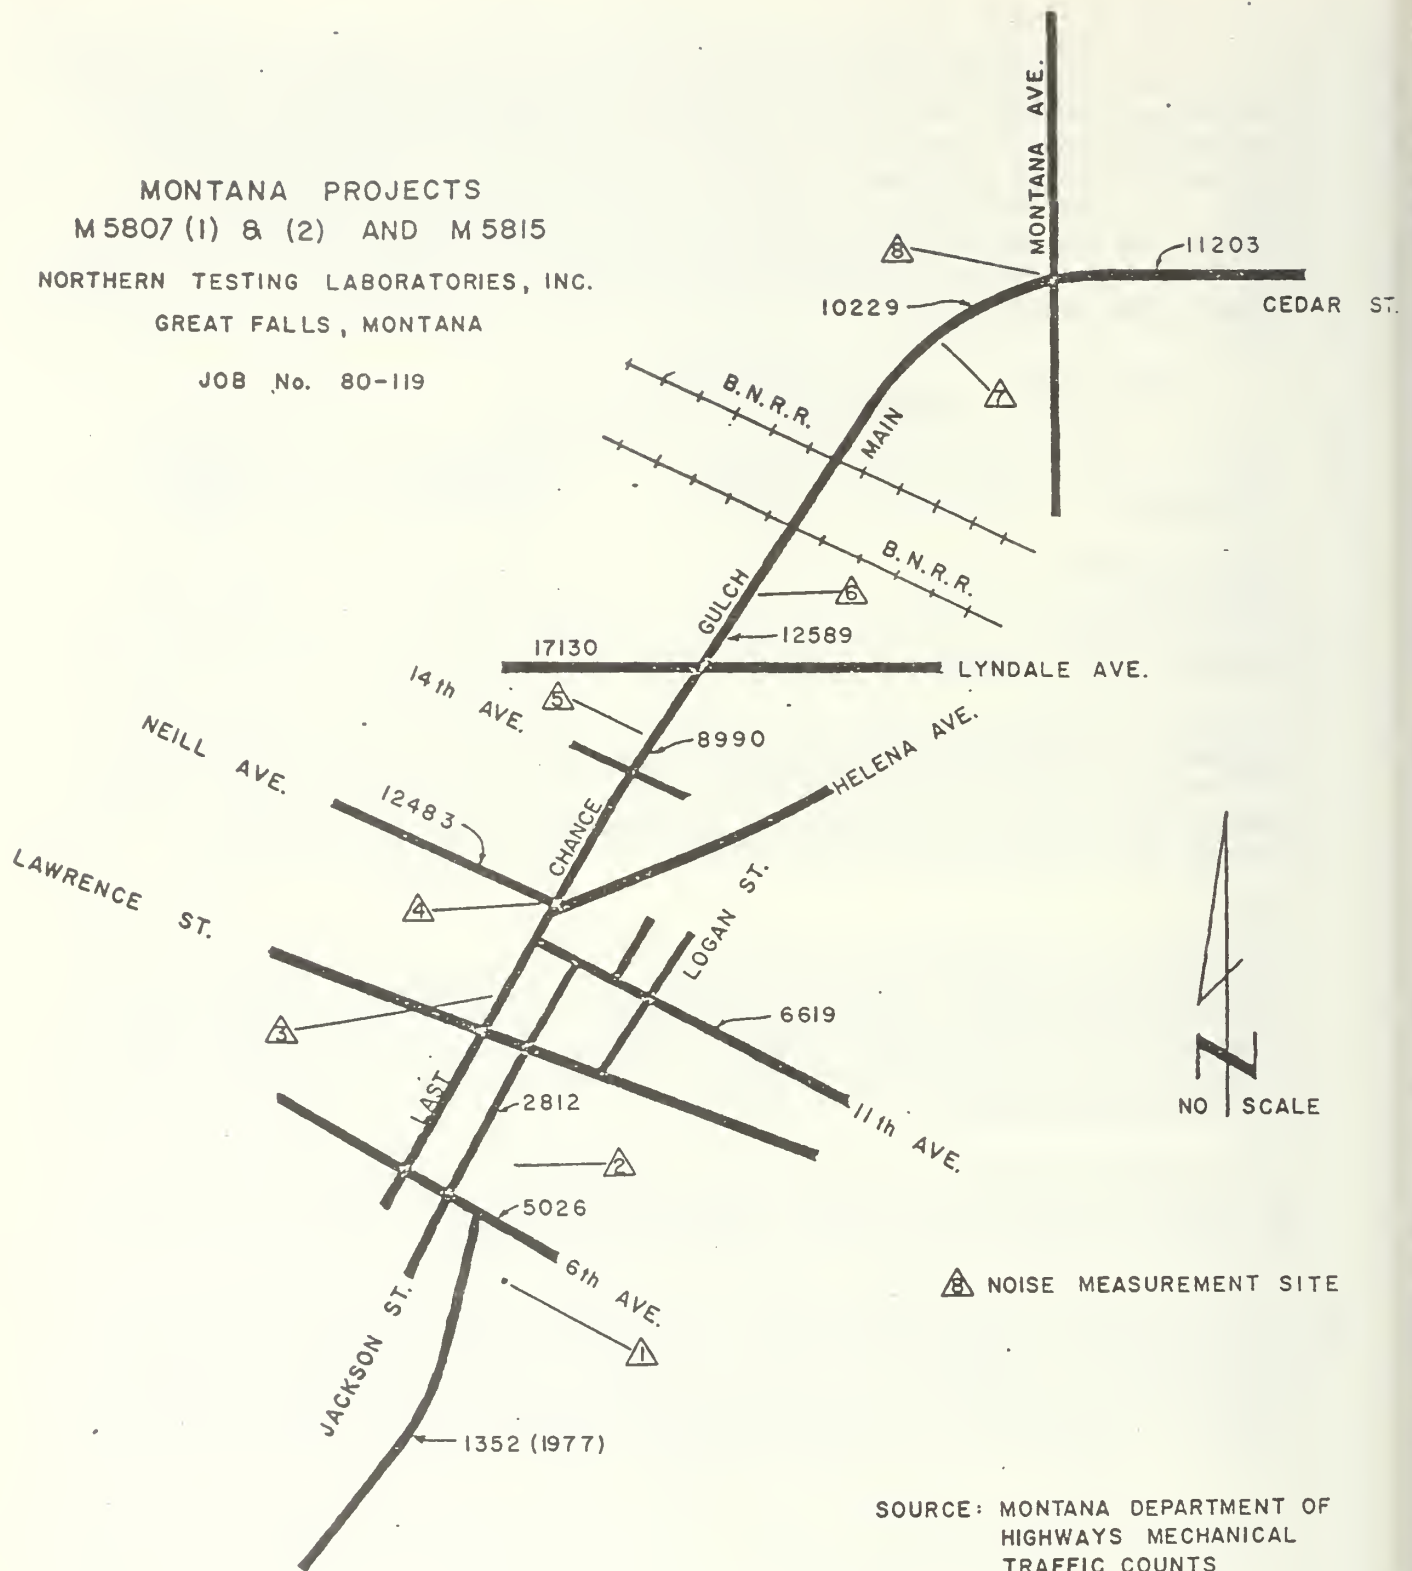 MONTANA PROJECTS
M 5807 (1) & (2) AND M 5815
NORTHERN TESTING LABORATORIES, INC.
GREAT FALLS, MONTANA
JOB No. 80-119
MONTANA AVE.
8
11203
10229
CEDAR ST.
7
B.N.R.R.
MAIN
B.N.R.R.
GULCH
6
12589
17130
LYNDALE AVE.
14th AVE.
5
8990
NEILL AVE.
HELENA AVE.
12483
CHANCE
LAWRENCE ST.
4
LOGAN ST.
3
6619
LAST
2812
11th AVE.
NO SCALE
N
2
5026
6th AVE.
8 NOISE MEASUREMENT SITE
JACKSON ST.
1
1352 (1977)
SOURCE: MONTANA DEPARTMENT OF
HIGHWAYS MECHANICAL
TRAFFIC COUNTS